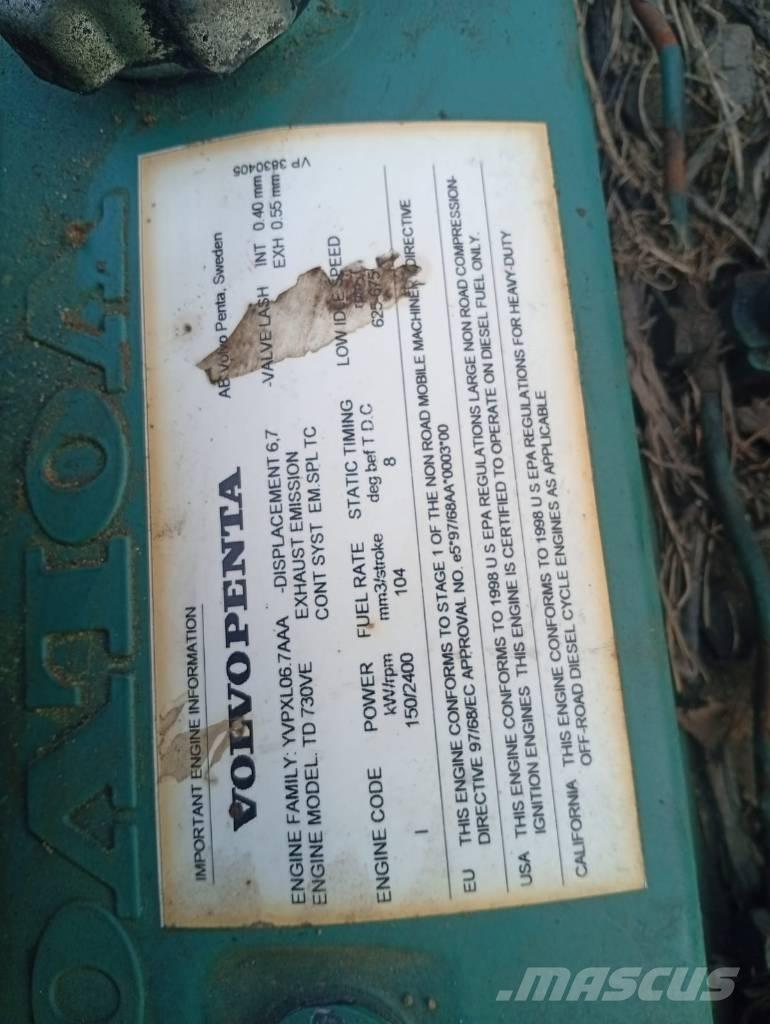 VOLVO
IMPORTANT ENGINE INFORMATION
VOLVO PENTA
AB Volvo Penta, Sweden
VP 3830405
ENGINE FAMILY: YVPXL06.7AAA -DISPLACEMENT 6,7 -VALVE LASH INT 0.40 mm
ENGINE MODEL. TD 730VE EXHAUST EMISSION EXH 0.55 mm
CONT SYST EM.SPL TC
ENGINE CODE POWER FUEL RATE STATIC TIMING LOW IDLE SPEED
kW/rpm mm3/stroke deg bef T D.C
I 150/2400 104 8 625-675
EU THIS ENGINE CONFORMS TO STAGE 1 OF THE NON ROAD MOBILE MACHINERY DIRECTIVE
DIRECTIVE 97/68/EC APPROVAL NO. e5*97/68AA*0003*00
USA THIS ENGINE CONFORMS TO 1998 U S EPA REGULATIONS LARGE NON ROAD COMPRESSION-
IGNITION ENGINES THIS ENGINE IS CERTIFIED TO OPERATE ON DIESEL FUEL ONLY.
CALIFORNIA THIS ENGINE CONFORMS TO 1998 U S EPA REGULATIONS FOR HEAVY-DUTY
OFF-ROAD DIESEL CYCLE ENGINES AS APPLICABLE
MASCUS